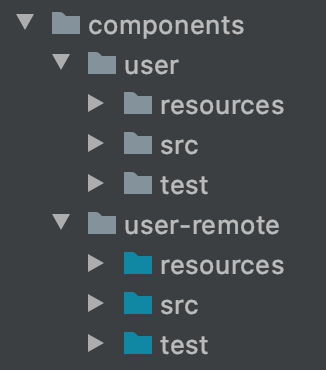 components
user
resources
src
test
user-remote
resources
src
test